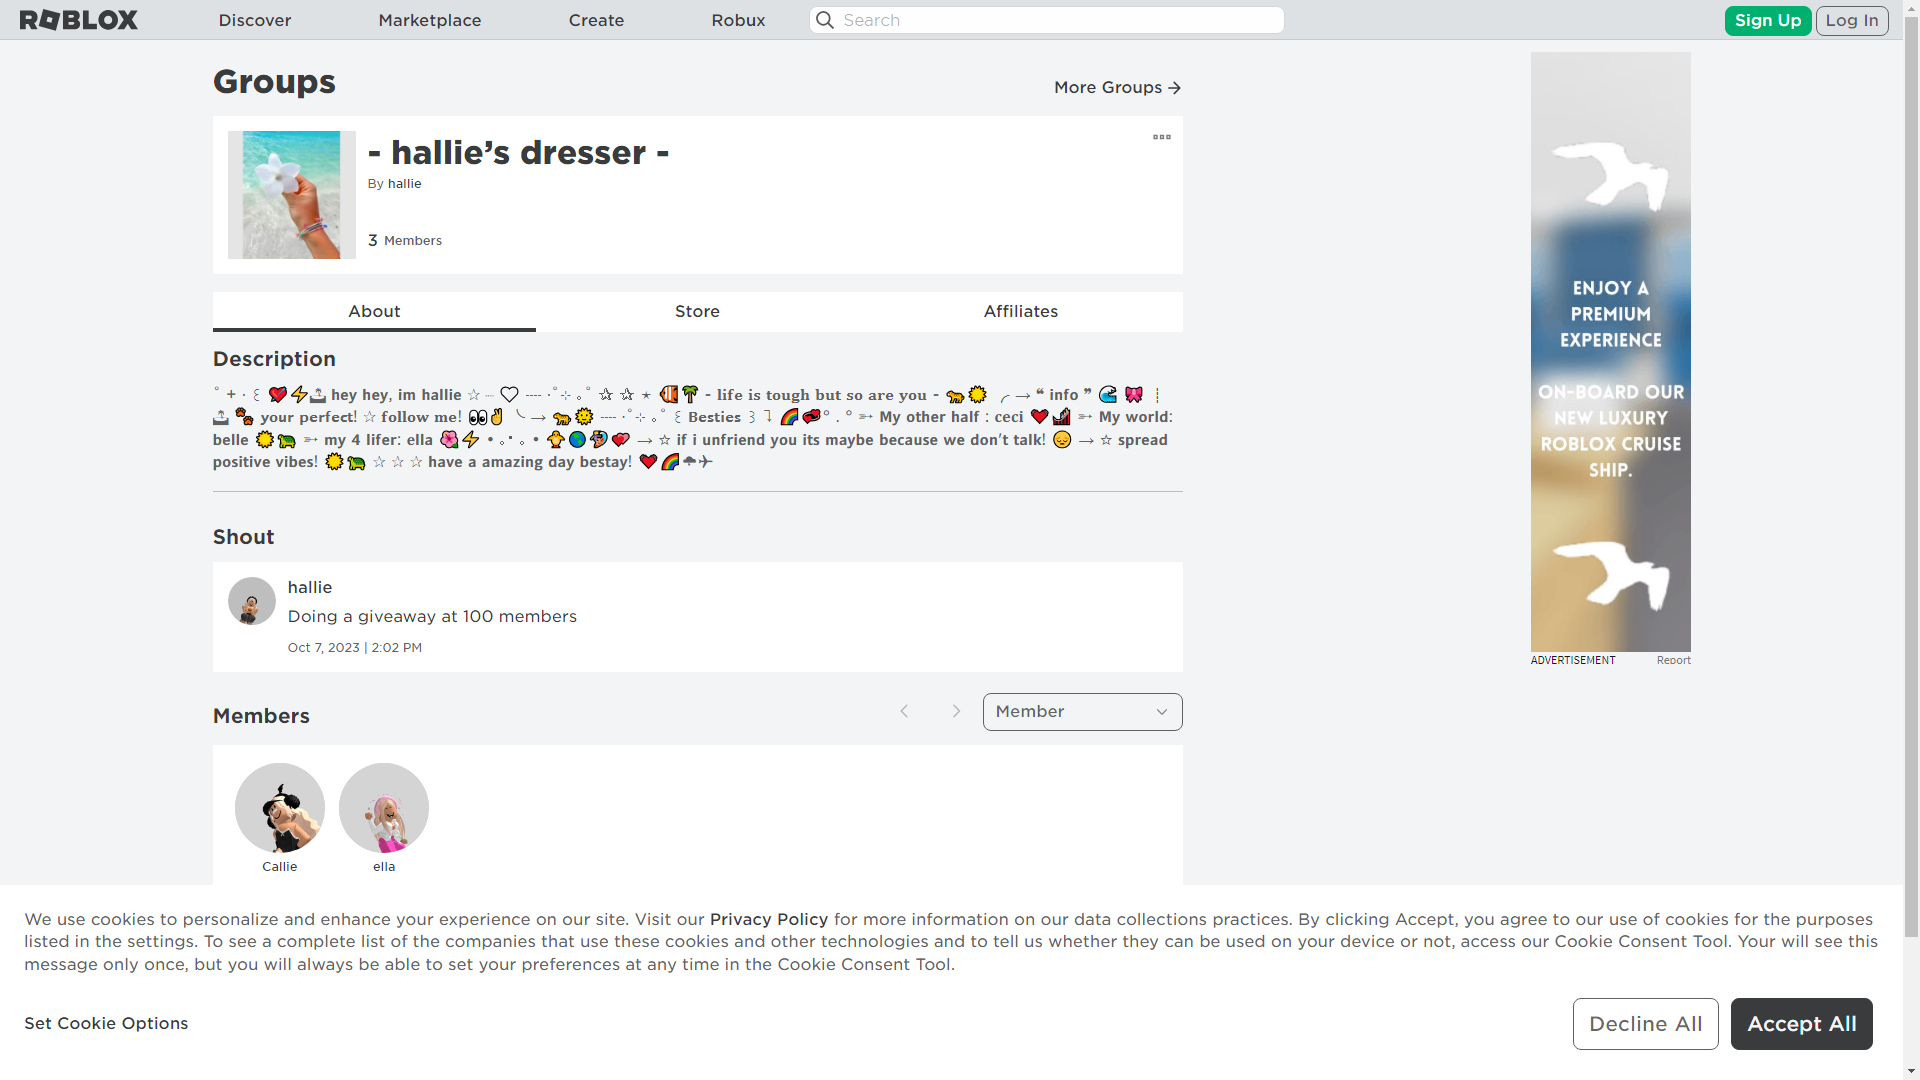 ROBLOX
Discover
Marketplace
Create
Robux
Search
Sign Up
Log In
Groups
More Groups →
- hallie’s dresser -
By hallie
3 Members
About
Store
Affiliates
Description
ﾟ + · ꒰ 💘⚡🏝 hey hey, im hallie ☆ ┈ ♡ ┈┈ ·˚ ༘ ｡ﾟ ✰ ✰ ⋆ 🐠🌴 - life is tough but so are you - 🐆🌞 ╭ → ❝ info ❞ 🌊 🎀 ┊
🏝 🐾 your perfect! ☆ follow me! 👀✌ ╰ → 🐆🌞 ┈┈ ·˚ ༘ ｡ﾟ ꒰ Besties ꒱ ⤵ 🌈💋° . ° ➳ My other half : ceci ❤🎢 ➳ My world:
belle 🌞🐢 ➳ my 4 lifer: ella 🌺⚡ • ｡ﾟ ｡ • 🐥🌎🏄💕 → ☆ if i unfriend you its maybe because we don't talk! 😔 → ☆ spread
positive vibes! 🌞🐢 ☆ ☆ ☆ have a amazing day bestay! ❤🌈🌩✈
Shout
hallie
Doing a giveaway at 100 members
Oct 7, 2023 | 2:02 PM
Members
Member
Callie
ella
ENJOY A
PREMIUM
EXPERIENCE
ON-BOARD OUR
NEW LUXURY
ROBLOX CRUISE
SHIP.
ADVERTISEMENT
Report
We use cookies to personalize and enhance your experience on our site. Visit our Privacy Policy for more information on our data collections practices. By clicking Accept, you agree to our use of cookies for the purposes
listed in the settings. To see a complete list of the companies that use these cookies and other technologies and to tell us whether they can be used on your device or not, access our Cookie Consent Tool. Your will see this
message only once, but you will always be able to set your preferences at any time in the Cookie Consent Tool.
Set Cookie Options
Decline All
Accept All